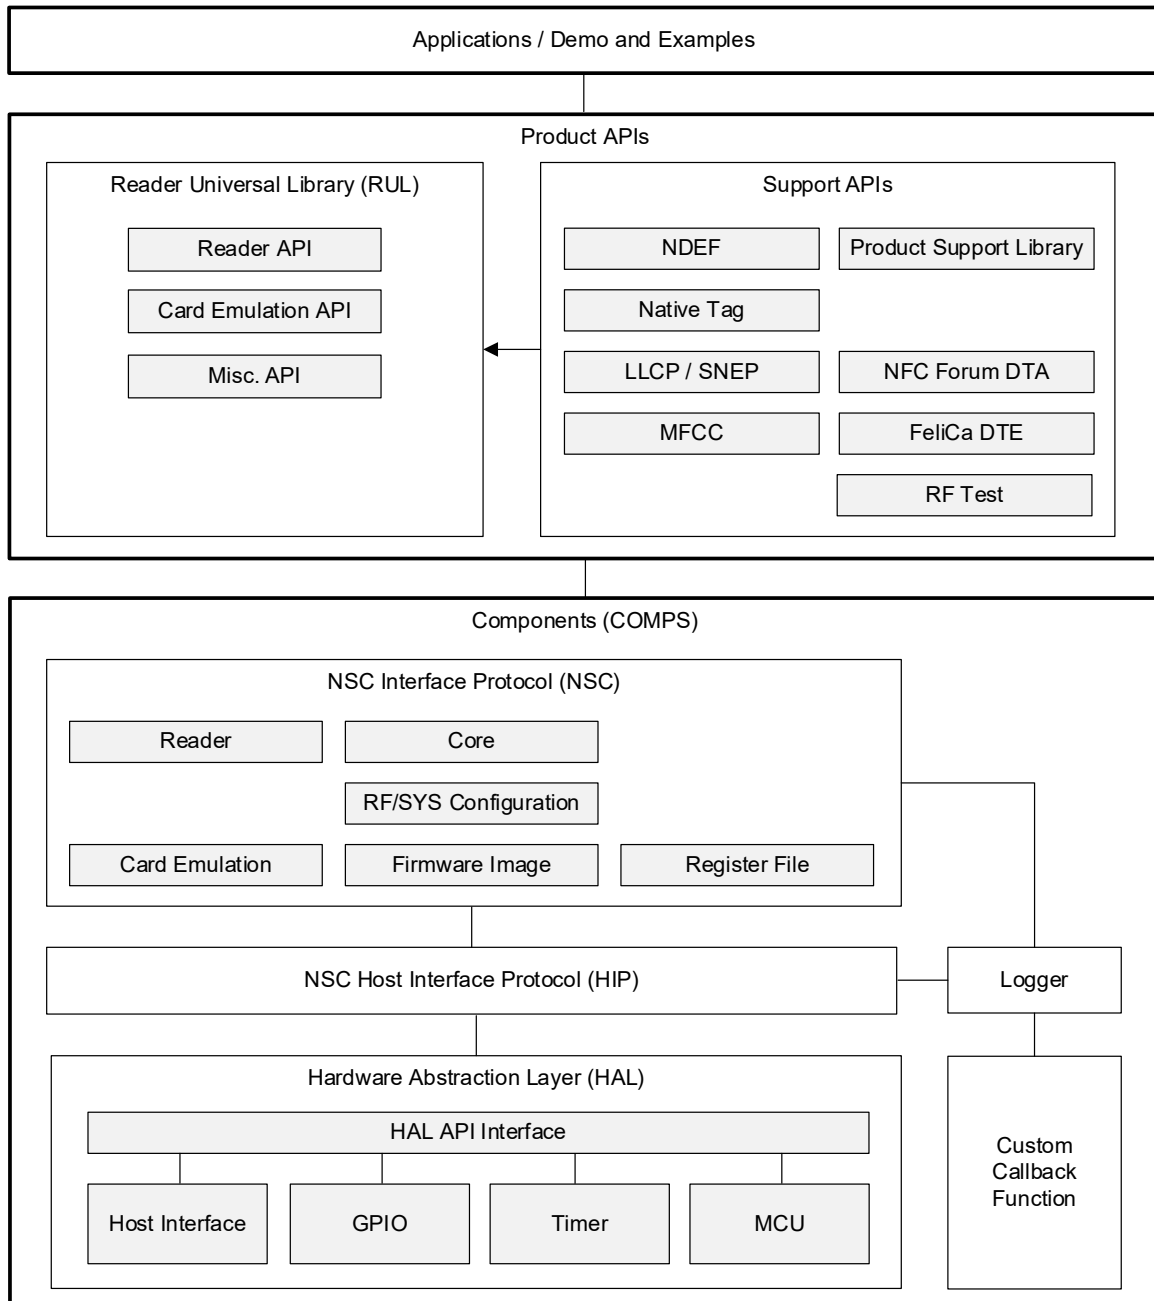 Applications / Demo and Examples
Product APIs
Reader Universal Library (RUL)
Reader API
Card Emulation API
Misc. API
Support APIs
NDEF
Product Support Library
Native Tag
LLCP / SNEP
NFC Forum DTA
MFCC
FeliCa DTE
RF Test
Components (COMPS)
NSC Interface Protocol (NSC)
Reader
Core
RF/SYS Configuration
Card Emulation
Firmware Image
Register File
NSC Host Interface Protocol (HIP)
Logger
Hardware Abstraction Layer (HAL)
HAL API Interface
Host Interface
GPIO
Timer
MCU
Custom
Callback
Function